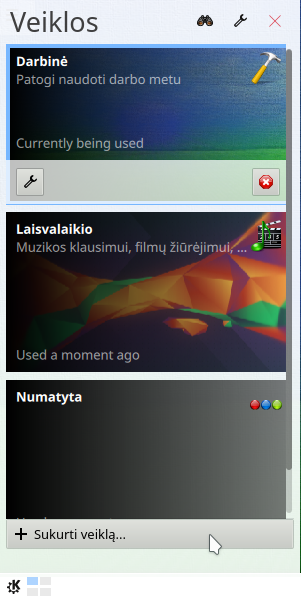 Veiklos
Darbinė
Patogi naudoti darbo metu
Currently being used
Laisvalaikio
Muzikos klausimui, filmų žiūrėjimui, ...
Used a moment ago
Numatyta
Sukurti veiklą...